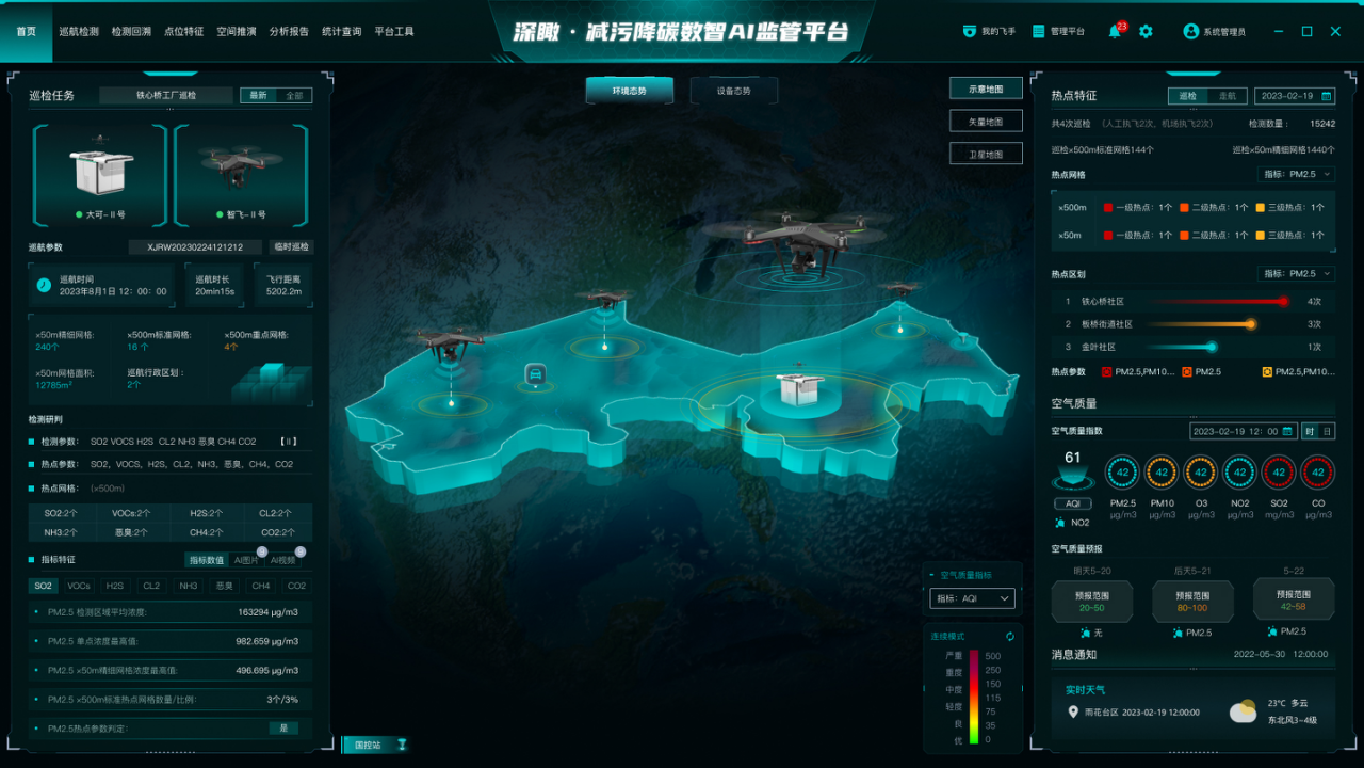 首页 巡航检测 检测回溯 点位特征 空间推演 分析报告 统计查询 平台工具
深瞰·减污降碳数智AI监管平台
我的飞手 管理平台 23 系统管理员
巡检任务 铁心桥工厂巡检 最新 全部
大可=Ⅱ号 智飞=Ⅱ号
巡航参数 XJRW20230224121212 临时巡检
巡航时间 巡航时长 飞行距离
2023年8月1日 12：00：00 20min15s 5202.2m
×50m精细网格: ×500m标准网格: ×500m重点网格:
240个 16 个 4个
×50m网格面积: 巡航行政区划：
12785m² 2个
检测研判
检测参数: SO2 VOCS H2S CL2 NH3 恶臭 CH4 CO2 【Ⅱ】
热点参数: SO2, VOCS, H2S, CL2, NH3, 恶臭, CH4, CO2
热点网格: (×500m)
SO2:2个 VOCs:2个 H2S:2个 CL2:2个
NH3:2个 恶臭:2个 CH4:2个 CO2:2个
指标特征 指标数值 AI图片 AI视频
SO2 VOCs H2S CL2 NH3 恶臭 CH4 CO2
PM2.5 检测区域平均浓度: 163294 μg/m3
PM2.5 单点浓度最高值: 982.659 μg/m3
PM2.5 ×50m精细网格浓度最高值: 496.695 μg/m3
PM2.5 ×500m标准热点网格数量/比例: 3个/3%
PM2.5热点参数判定: 是
环境态势 设备态势
示意地图
矢量地图
卫星地图
空气质量指标
指标: AQI
连续模式
严重 500
重度 250
中度 150
轻度 115
75
良 35
优 0
国控站
热点特征 巡检 走航 2023-02-19
共4次巡检 （人工执飞2次，机场执飞2次） 检测数量： 15242
巡检×500m标准网格144个 巡检×50m精细网格1440个
热点网格 指标: PM2.5
×500m 一级热点：1个 二级热点：1个 三级热点：1个
×50m 一级热点：1个 二级热点：1个 三级热点：1个
热点区划 指标: PM2.5
1 铁心桥社区 4次
2 板桥街道社区 3次
3 金叶社区 1次
热点参数 PM2.5,PM10... PM2.5 PM2.5,PM10...
空气质量
空气质量指数 2023-02-19 12：00 时 日
61 42 42 42 42 42 42
AQI PM2.5 PM10 O3 NO2 SO2 CO
NO2 μg/m3 μg/m3 μg/m3 μg/m3 mg/m3 μg/m3
空气质量预报
明天5-20 后天5-21 5-22
预报范围 预报范围 预报范围
20-50 80-100 42-58
无 PM2.5 PM2.5
消息通知 2022-05-30 12:00:00
实时天气
雨花台区 2023-02-19 12:00:00
23°C 多云
东北风3-4级